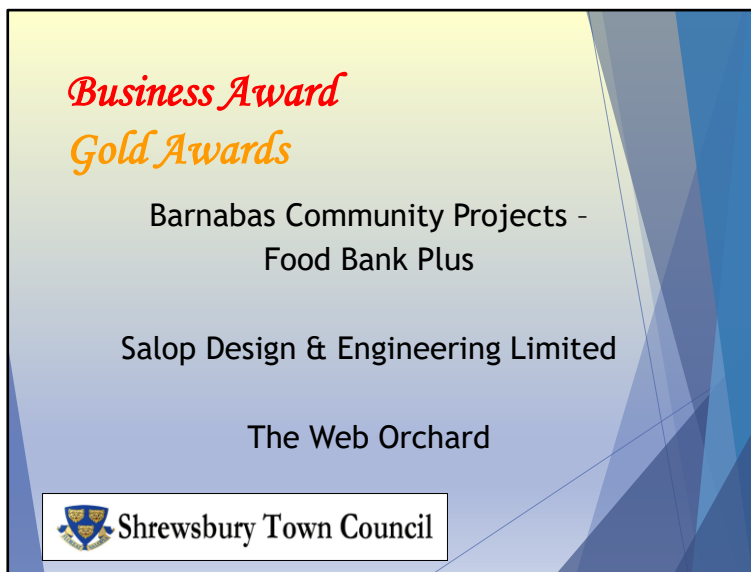 Business Award
Gold Awards
Barnabas Community Projects –
Food Bank Plus
Salop Design & Engineering Limited
The Web Orchard
Shrewsbury Town Council